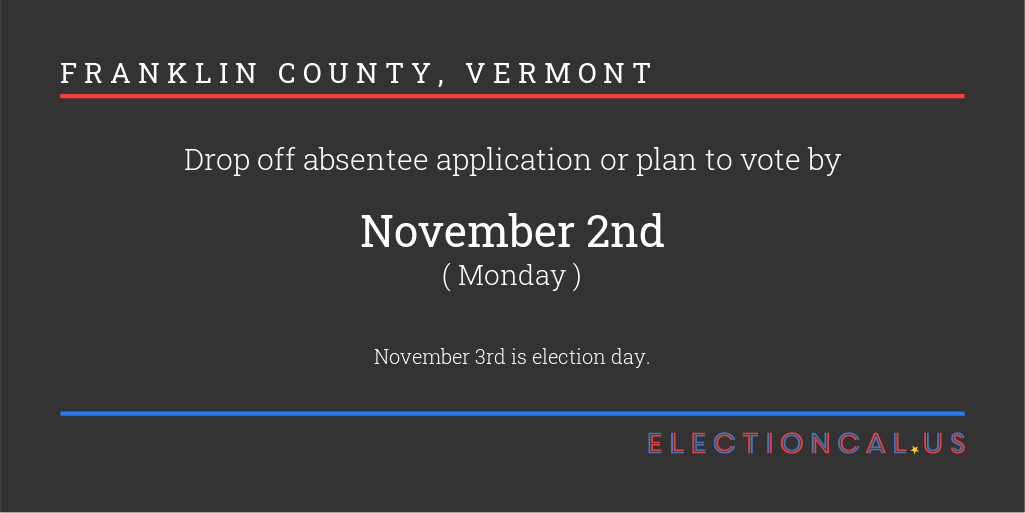 FRANKLIN COUNTY, VERMONT
Drop off absentee application or plan to vote by
November 2nd
( Monday )
November 3rd is election day.
ELECTIONCAL.US